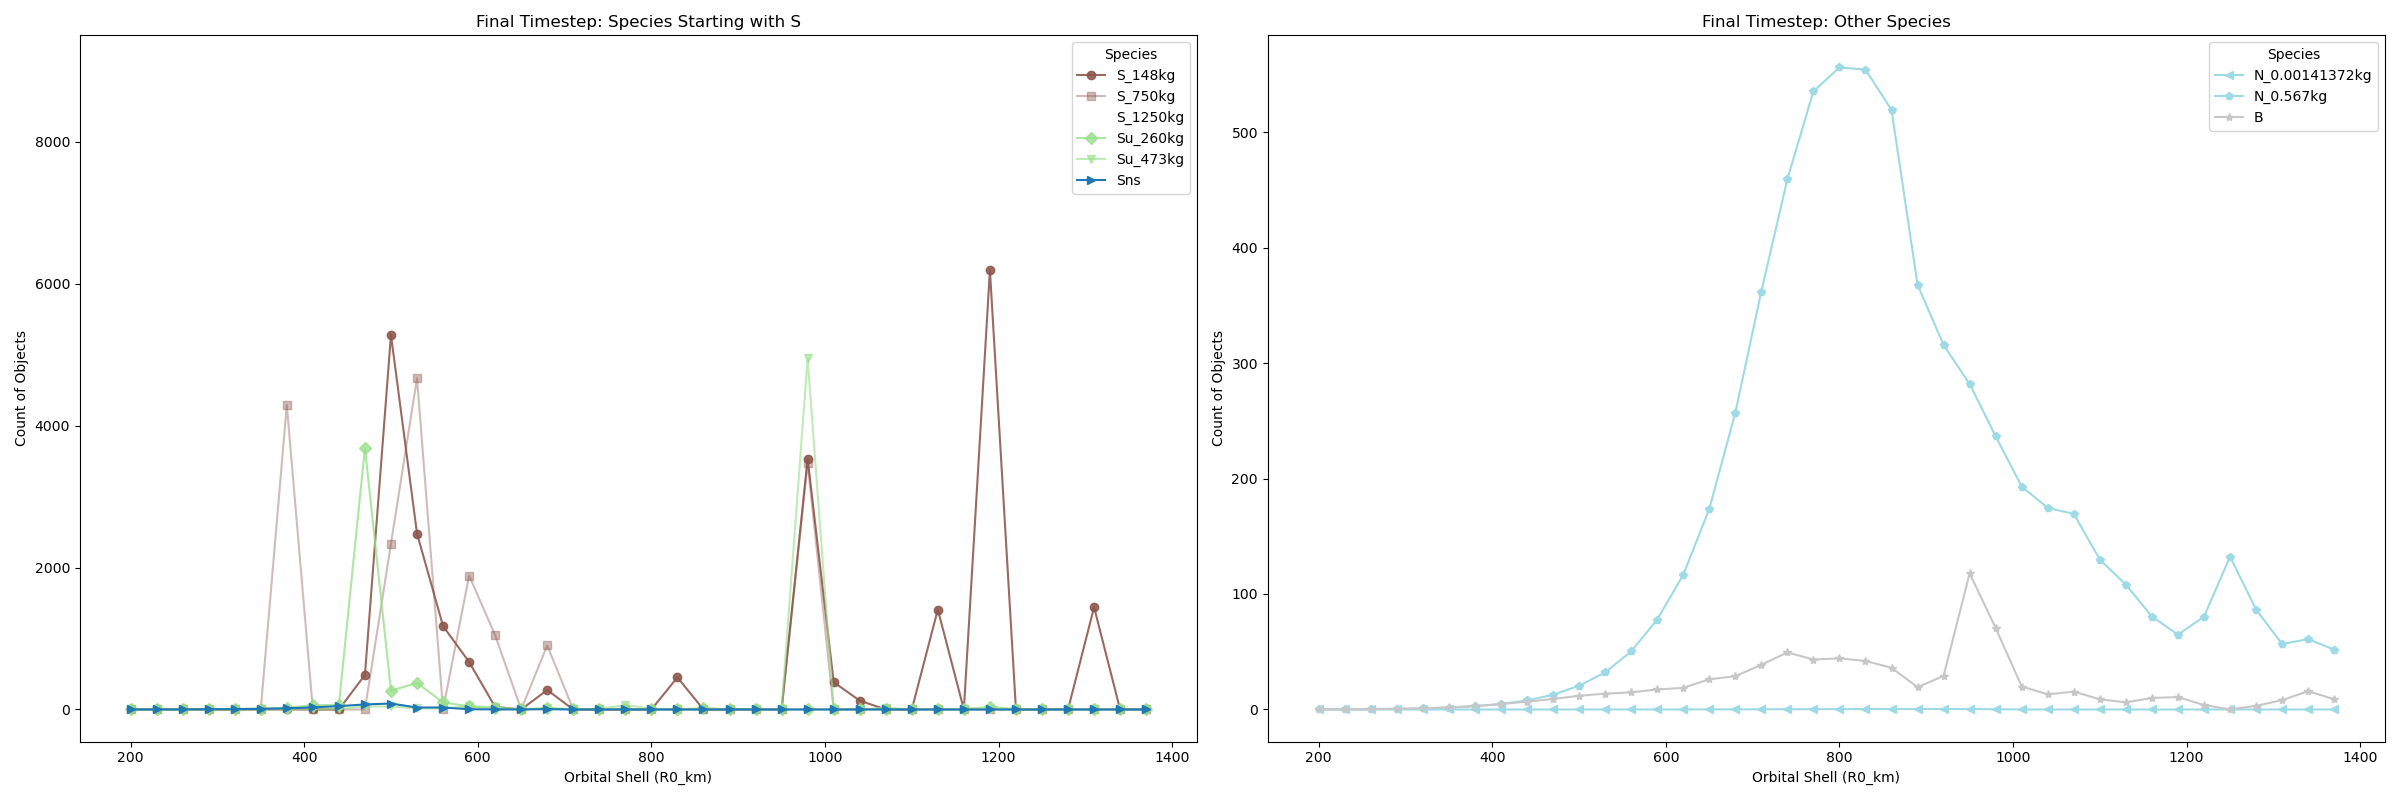 Final Timestep: Species Starting with S
Count of Objects
8000
6000
4000
2000
0
200 400 600 800 1000 1200 1400
Orbital Shell (R0_km)
Species
S_148kg
S_750kg
S_1250kg
Su_260kg
Su_473kg
Sns
Final Timestep: Other Species
Count of Objects
500
400
300
200
100
0
200 400 600 800 1000 1200 1400
Orbital Shell (R0_km)
Species
N_0.00141372kg
N_0.567kg
B